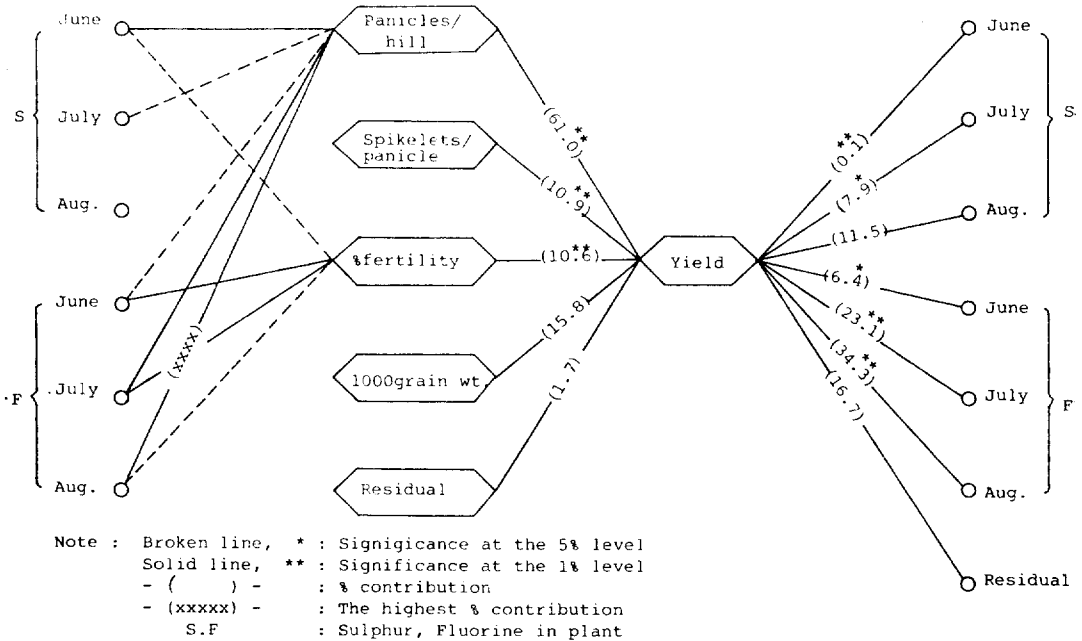 June
July
Aug.
S
June
.July
Aug.
.F
(xxxx)
Panicles/
hill
Spikelets/
panicle
%fertility
1000grain wt.
Residual
(61.0)**
(10.9)**
(10.6)**
(15.8)
(1.7)
Yield
(0.1)**
(7.9)*
(11.5)
(6.4)*
(23.1)**
(34.3)**
(16.7)
June
July
Aug.
S
June
July
Aug.
F
Residual
Note : Broken line, * : Signigicance at the 5% level
Solid line, ** : Significance at the 1% level
- ( ) - : % contribution
- (xxxxx) - : The highest % contribution
S.F : Sulphur, Fluorine in plant